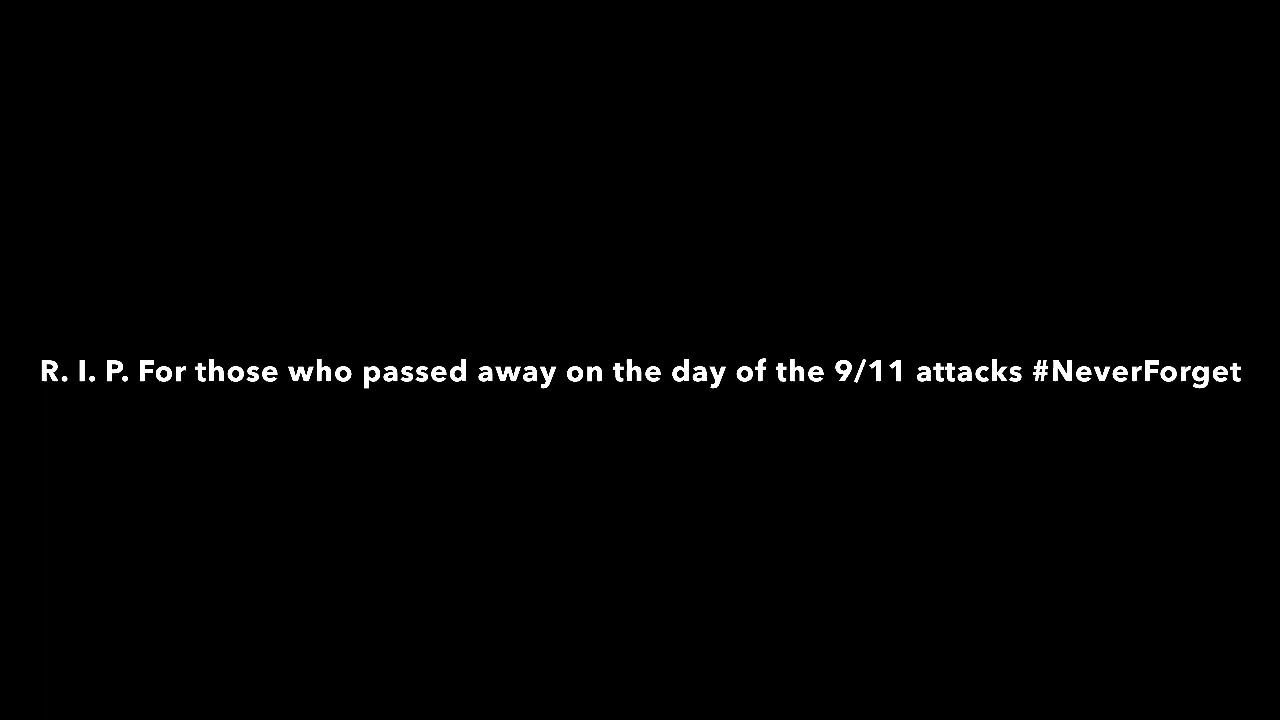 R. I. P. For those who passed away on the day of the 9/11 attacks #NeverForget